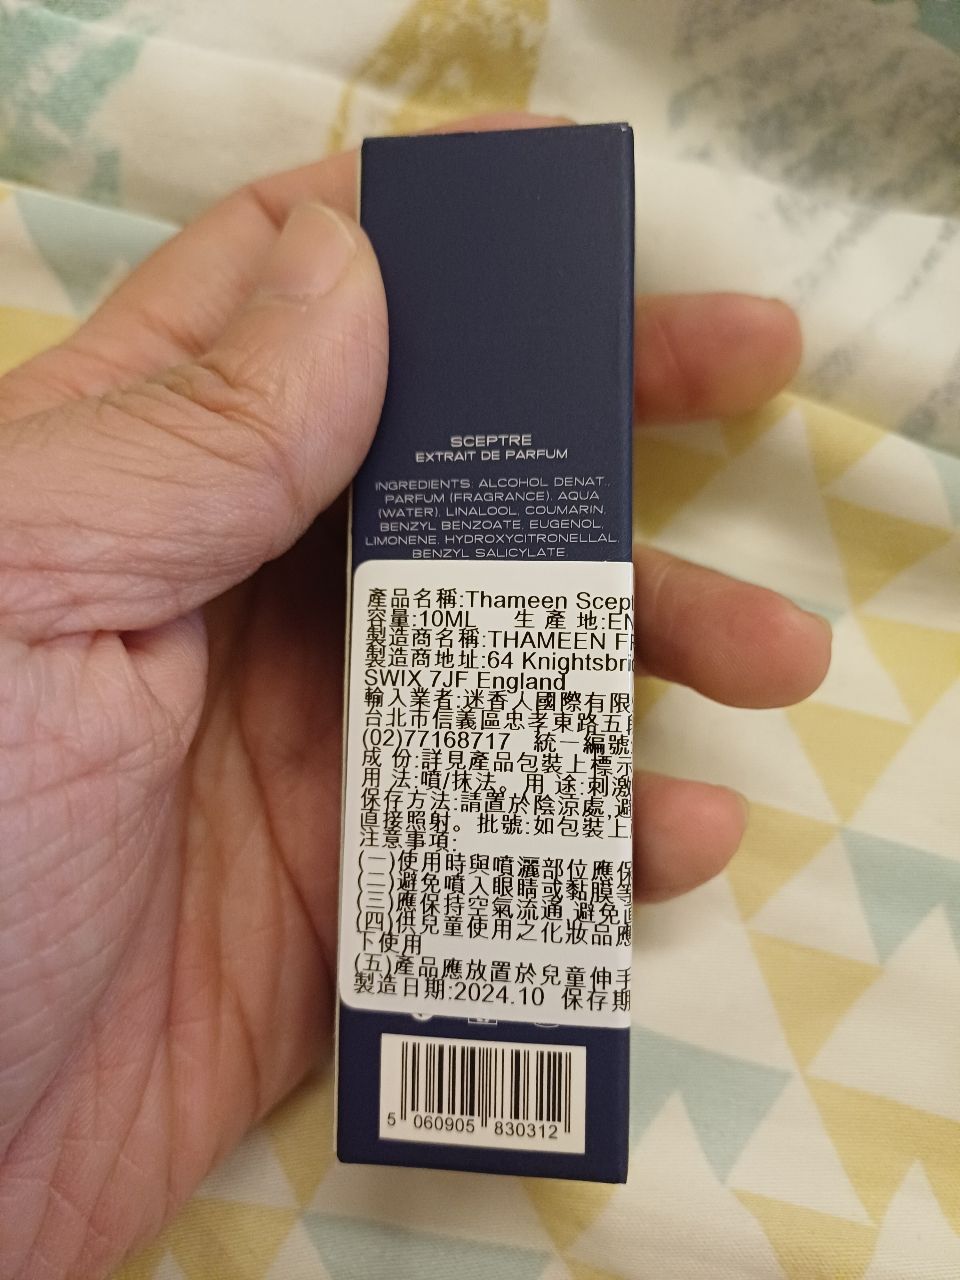 SCEPTRE
EXTRAIT DE PARFUM
INGREDIENTS: ALCOHOL DENAT.,
PARFUM (FRAGRANCE), AQUA
(WATER), LINALOOL, COUMARIN,
BENZYL BENZOATE, EUGENOL,
LIMONENE, HYDROXYCITRONELLAL,
BENZYL SALICYLATE
產品名稱:Thameen Scep
容量:10ML 生 產 地:EN
製造商名稱:THAMEEN FR
製造商地址:64 Knightsbri
SWIX 7JF England
輸入業者:迷香人國際有限
台北市信義區忠孝東路五段
(02)77168717 統一編號:
成 份:詳見產品包裝上標示
用 法:噴/抹法。用 途:刺激
保存方法:請置於陰涼處,避
直接照射。批號:如包裝上
注意事項:
(一)使用時與噴灑部位應保
(二)避免噴入眼睛或黏膜等
(三)應保持空氣流通,避免直
(四)供兒童使用之化妝品應
下使用
(五)產品應放置於兒童伸手
製造日期:2024.10 保存期
5 060905 830312